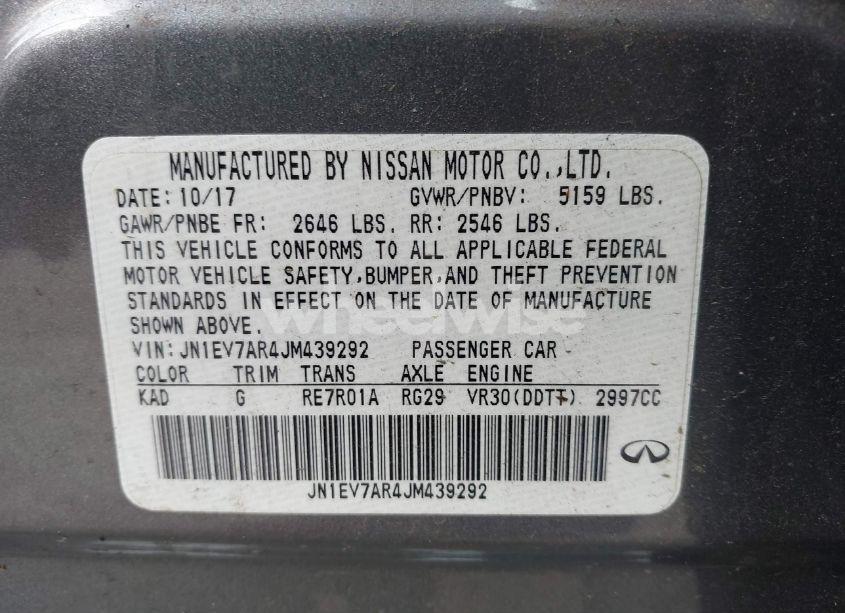 MANUFACTURED BY NISSAN MOTOR CO.,LTD.
DATE: 10/17 GVWR/PNBV: 5159 LBS.
GAWR/PNBE FR: 2646 LBS. RR: 2546 LBS.
THIS VEHICLE CONFORMS TO ALL APPLICABLE FEDERAL
MOTOR VEHICLE SAFETY,BUMPER,AND THEFT PREVENTION
STANDARDS IN EFFECT ON THE DATE OF MANUFACTURE
SHOWN ABOVE.
wheelwise
VIN: JN1EV7AR4JM439292 PASSENGER CAR
COLOR TRIM TRANS AXLE ENGINE
KAD G RE7R01A RG29 VR30(DDTT) 2997CC
JN1EV7AR4JM439292